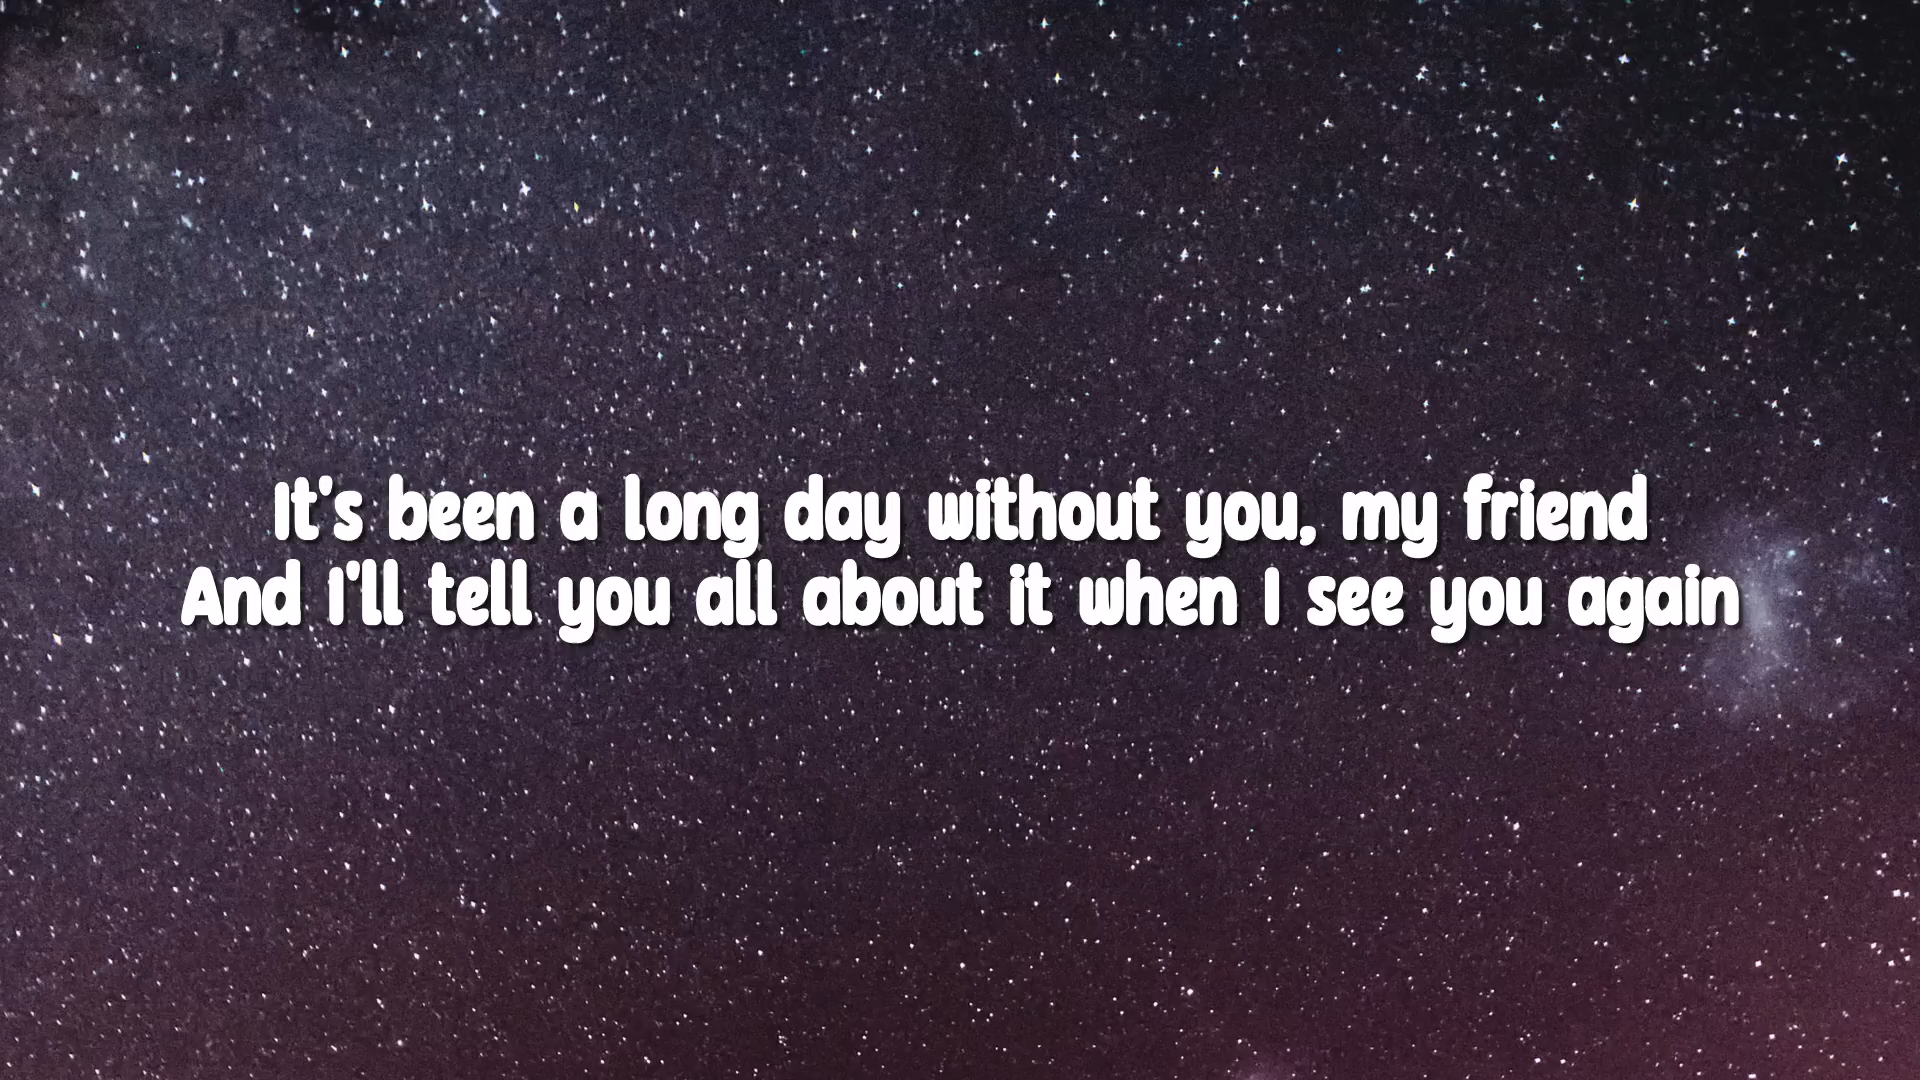 It's been a long day without you, my friend
And I'll tell you all about it when I see you again